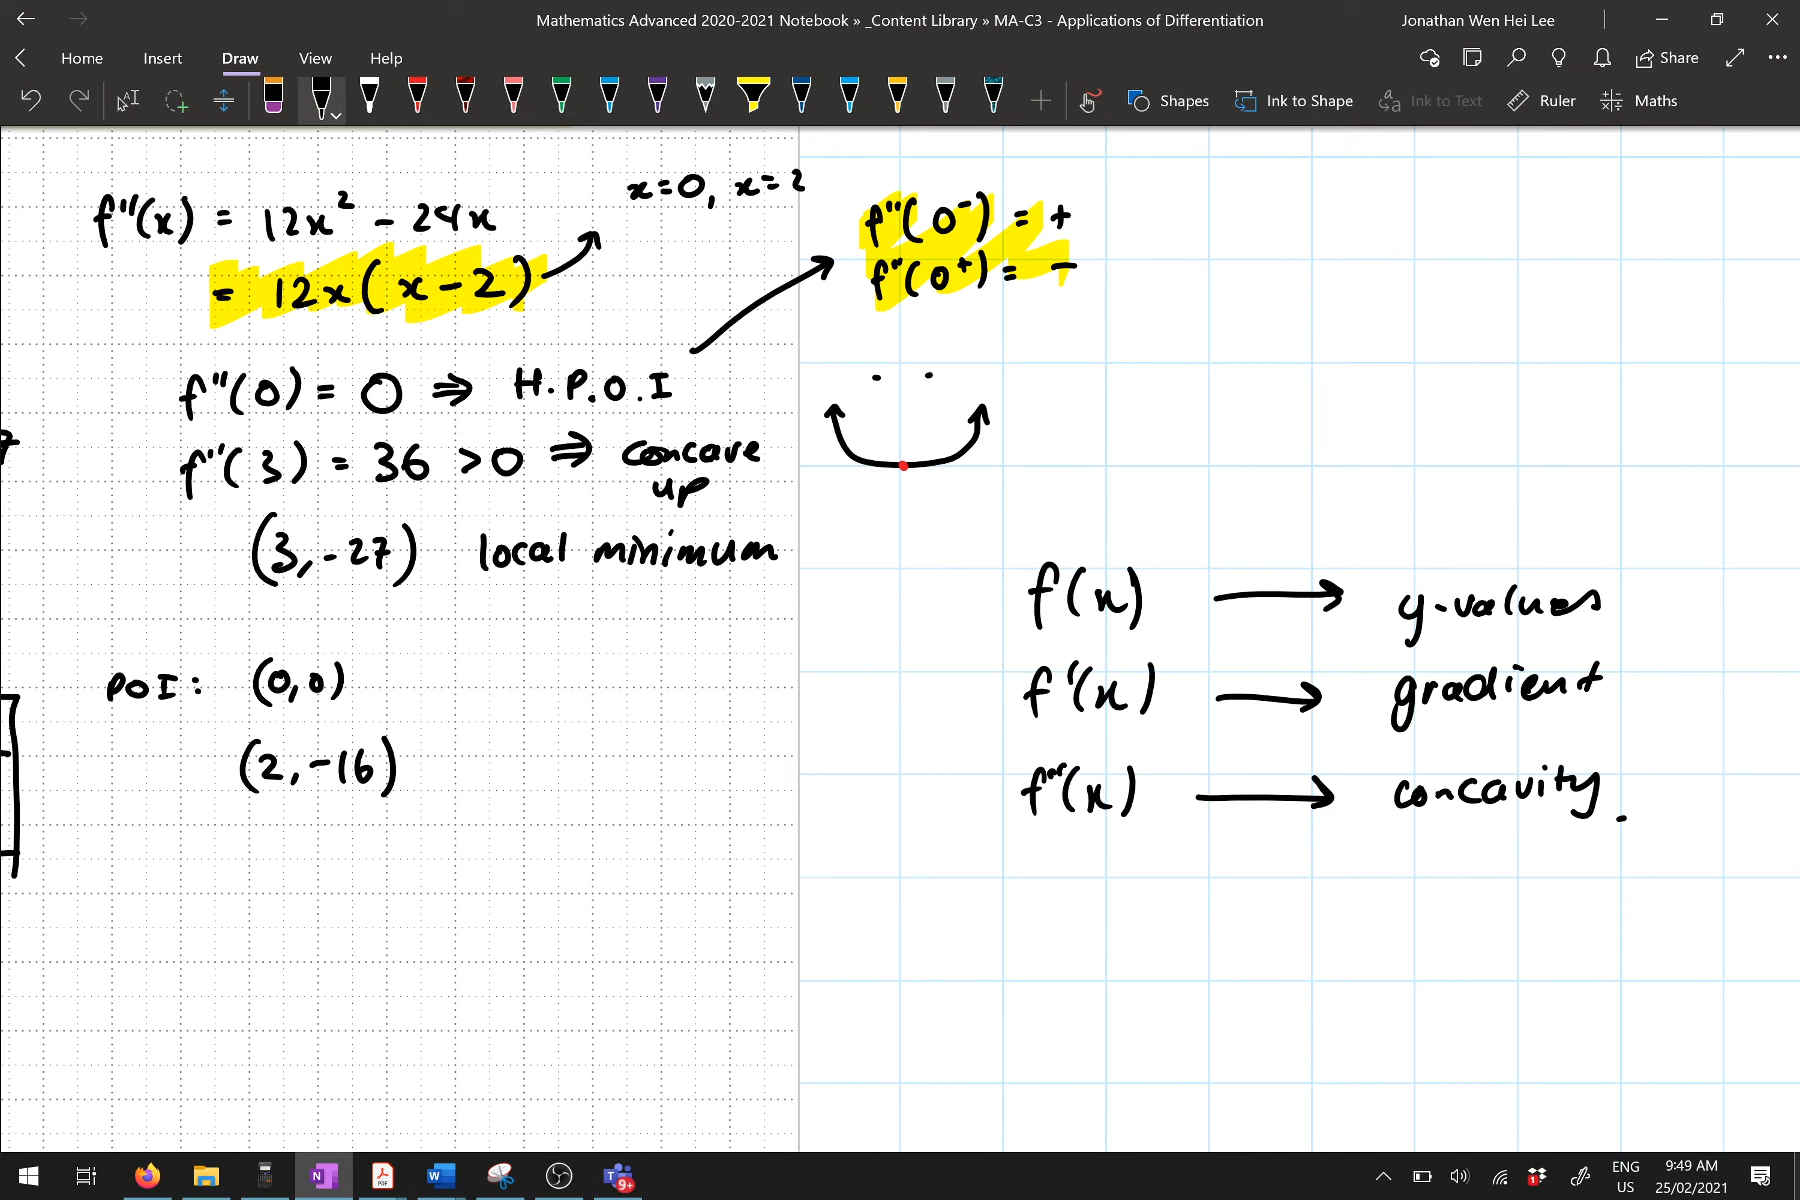 Mathematics Advanced 2020-2021 Notebook » _Content Library » MA-C3 - Applications of Differentiation
Jonathan Wen Hei Lee
Home Insert Draw View Help
Share
Shapes Ink to Shape Ink to Text Ruler Maths
f''(x) = 12x² - 24x
x=0, x=2
= 12x(x-2)
f''(0) = 0 ⇒ H.P.O.I
f''(3) = 36 >0 ⇒ concave
up
(3,-27) local minimum
POI: (0,0)
(2,-16)
f''(0⁻) = +
f''(0⁺) = -
f(x) → y-values
f'(x) → gradient
f''(x) → concavity.
7
9+
1
ENG
US
9:49 AM
25/02/2021